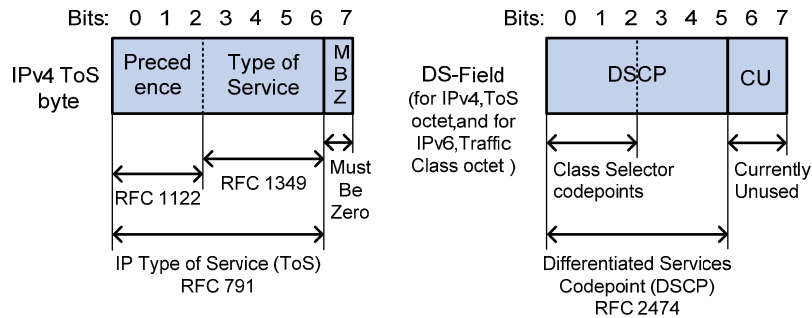 Bits: 0 1 2 3 4 5 6 7
IPv4 ToS
byte
Preced
ence
Type of
Service
M
B
Z
RFC 1122
RFC 1349
Must
Be
Zero
IP Type of Service (ToS)
RFC 791
Bits: 0 1 2 3 4 5 6 7
DS-Field
(for IPv4,ToS
octet,and for
IPv6,Traffic
Class octet )
DSCP
CU
Class Selector
codepoints
Currently
Unused
Differentiated Services
Codepoint (DSCP)
RFC 2474